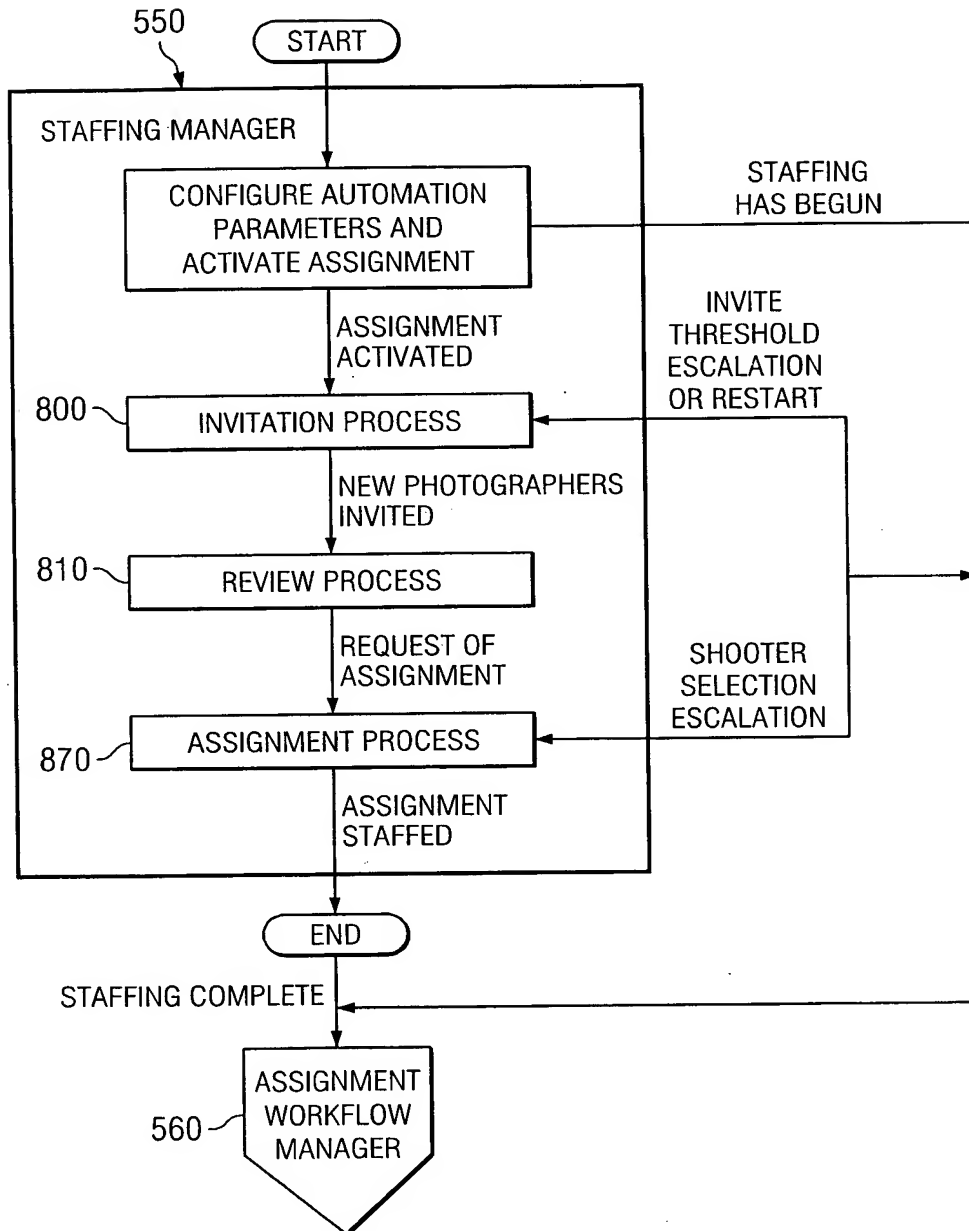 550
START
STAFFING MANAGER
CONFIGURE AUTOMATION
PARAMETERS AND
ACTIVATE ASSIGNMENT
STAFFING
HAS BEGUN
ASSIGNMENT
ACTIVATED
INVITE
THRESHOLD
ESCALATION
OR RESTART
800
INVITATION PROCESS
NEW PHOTOGRAPHERS
INVITED
810
REVIEW PROCESS
REQUEST OF
ASSIGNMENT
SHOOTER
SELECTION
ESCALATION
870
ASSIGNMENT PROCESS
ASSIGNMENT
STAFFED
END
STAFFING COMPLETE
ASSIGNMENT
WORKFLOW
MANAGER
560